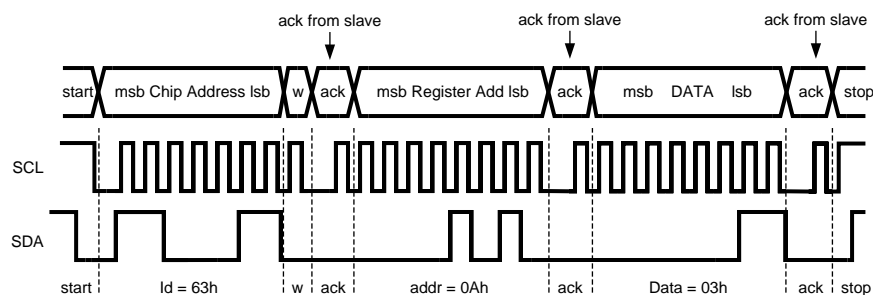 ack from slave ack from slave ack from slave
start msb Chip Address lsb w ack msb Register Add lsb ack msb DATA lsb ack stop
SCL
SDA
start Id = 63h w ack addr = 0Ah ack Data = 03h ack stop